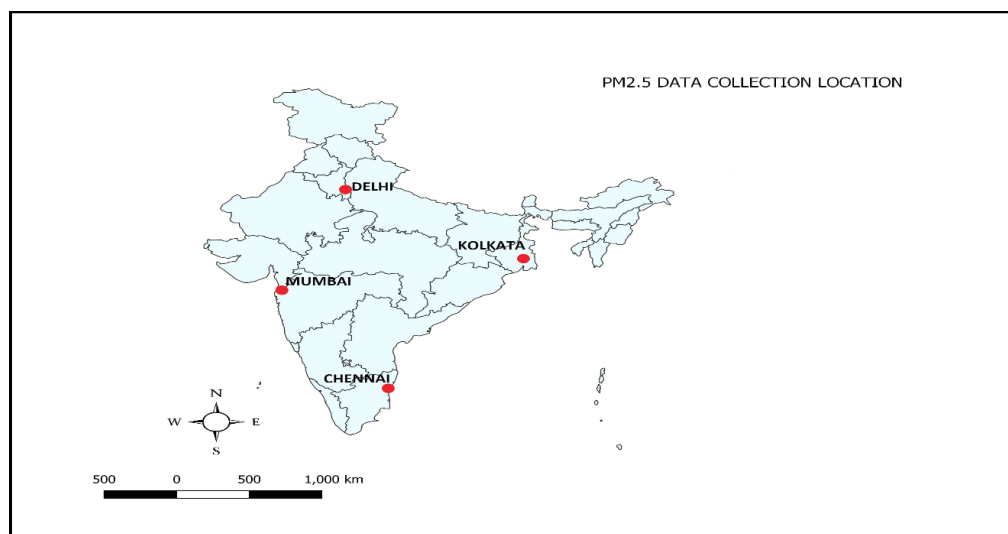 PM2.5 DATA COLLECTION LOCATION
DELHI
KOLKATA
MUMBAI
CHENNAI
N
W E
S
500 0 500 1,000 km